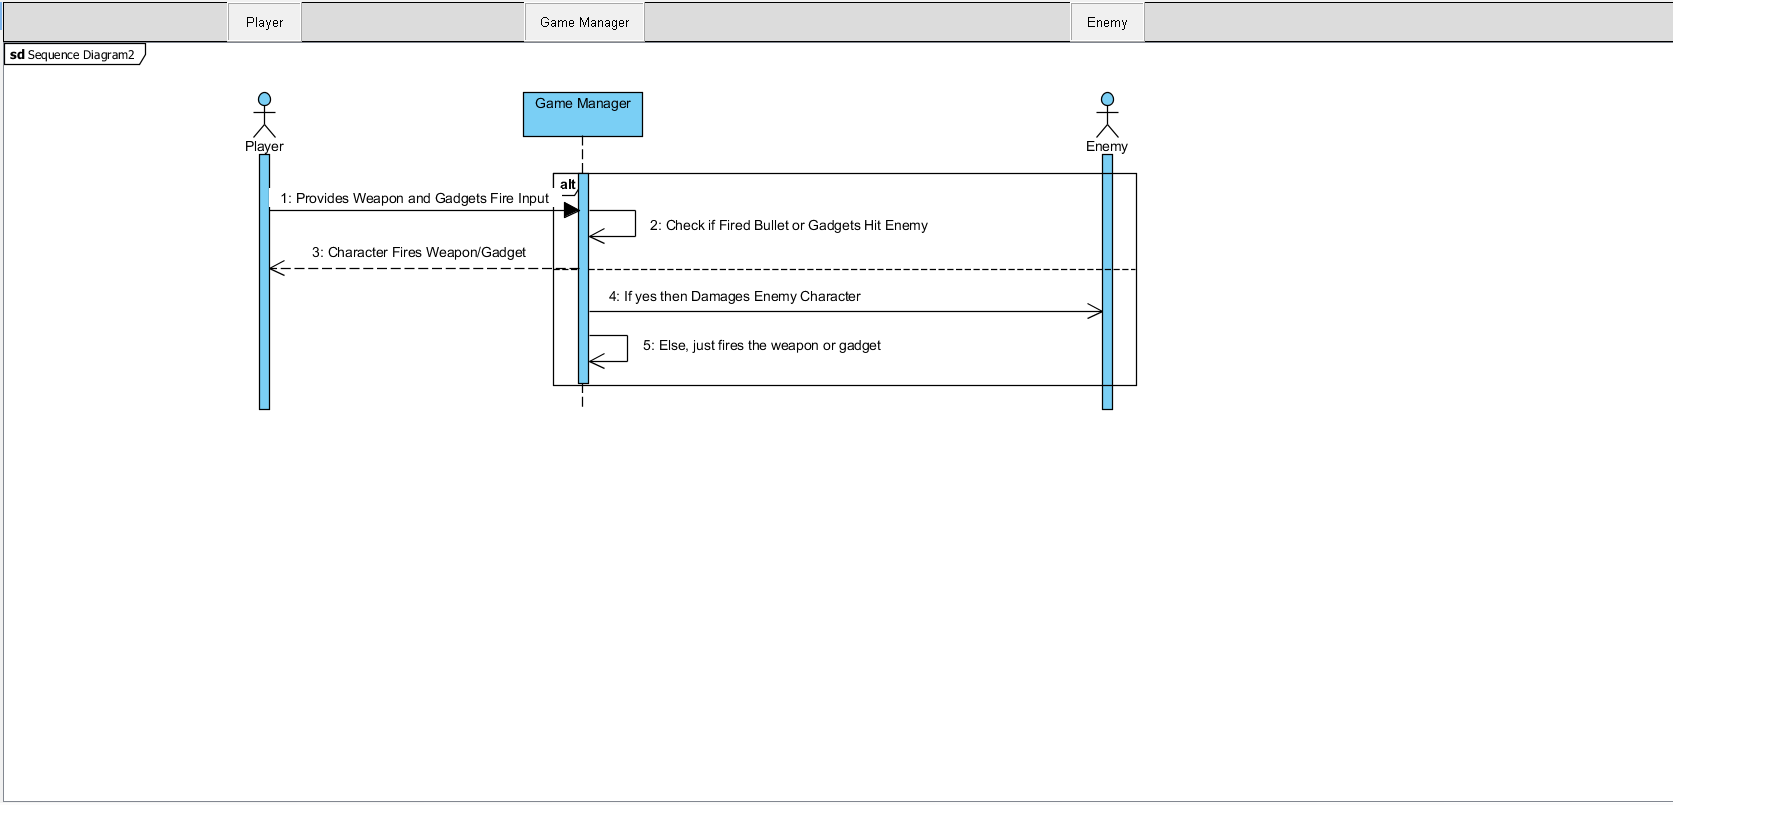 Player
Game Manager
Enemy
sd Sequence Diagram2
Game Manager
Player
Enemy
alt
1: Provides Weapon and Gadgets Fire Input
2: Check if Fired Bullet or Gadgets Hit Enemy
3: Character Fires Weapon/Gadget
4: If yes then Damages Enemy Character
5: Else, just fires the weapon or gadget